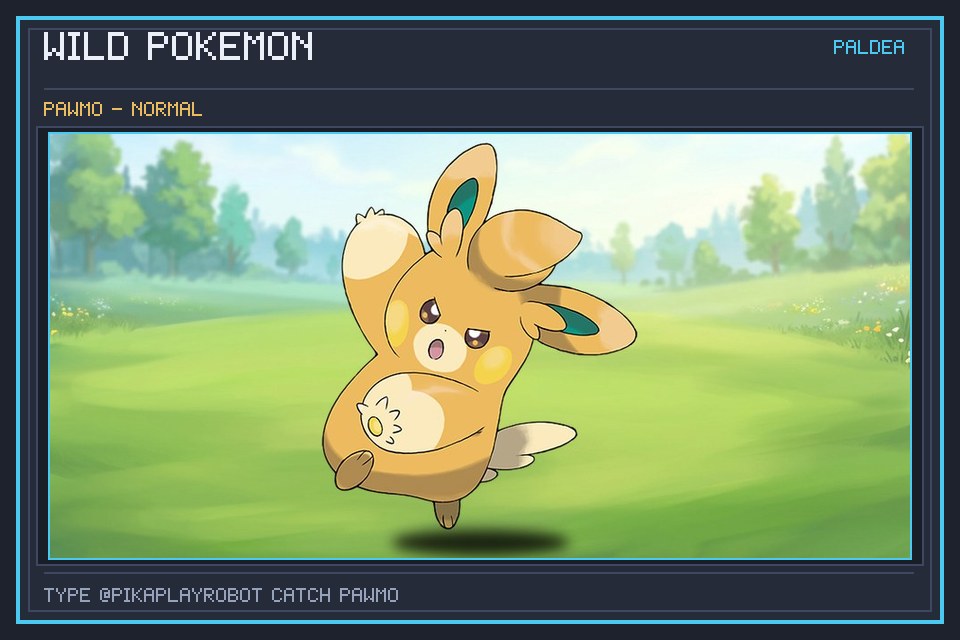 WILD POKEMON
PALDEA
PAWMO - NORMAL
TYPE @PIKAPLAYROBOT CATCH PAWMO